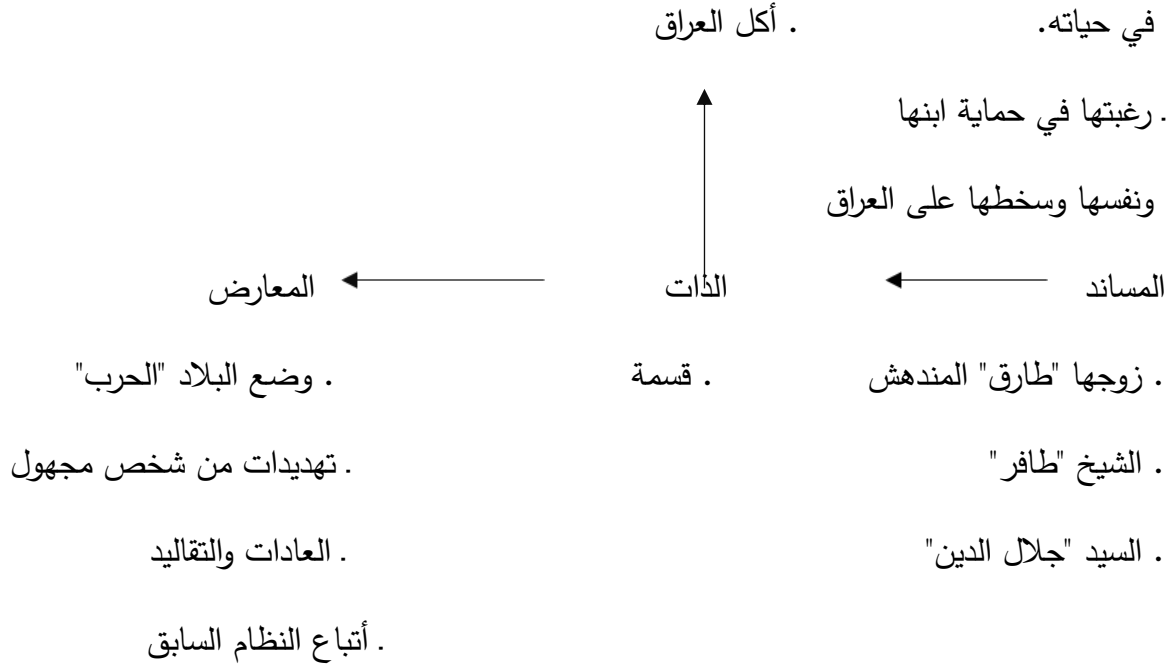 في حياته. . أكل العراق
. رغبتها في حماية ابنها
ونفسها وسخطها على العراق
المساند الذات المعارض
. زوجها "طارق" المندهش . قسمة . وضع البلاد "الحرب"
. الشيخ "طافر" . تهديدات من شخص مجهول
. السيد "جلال الدين" . العادات والتقاليد
. أتباع النظام السابق